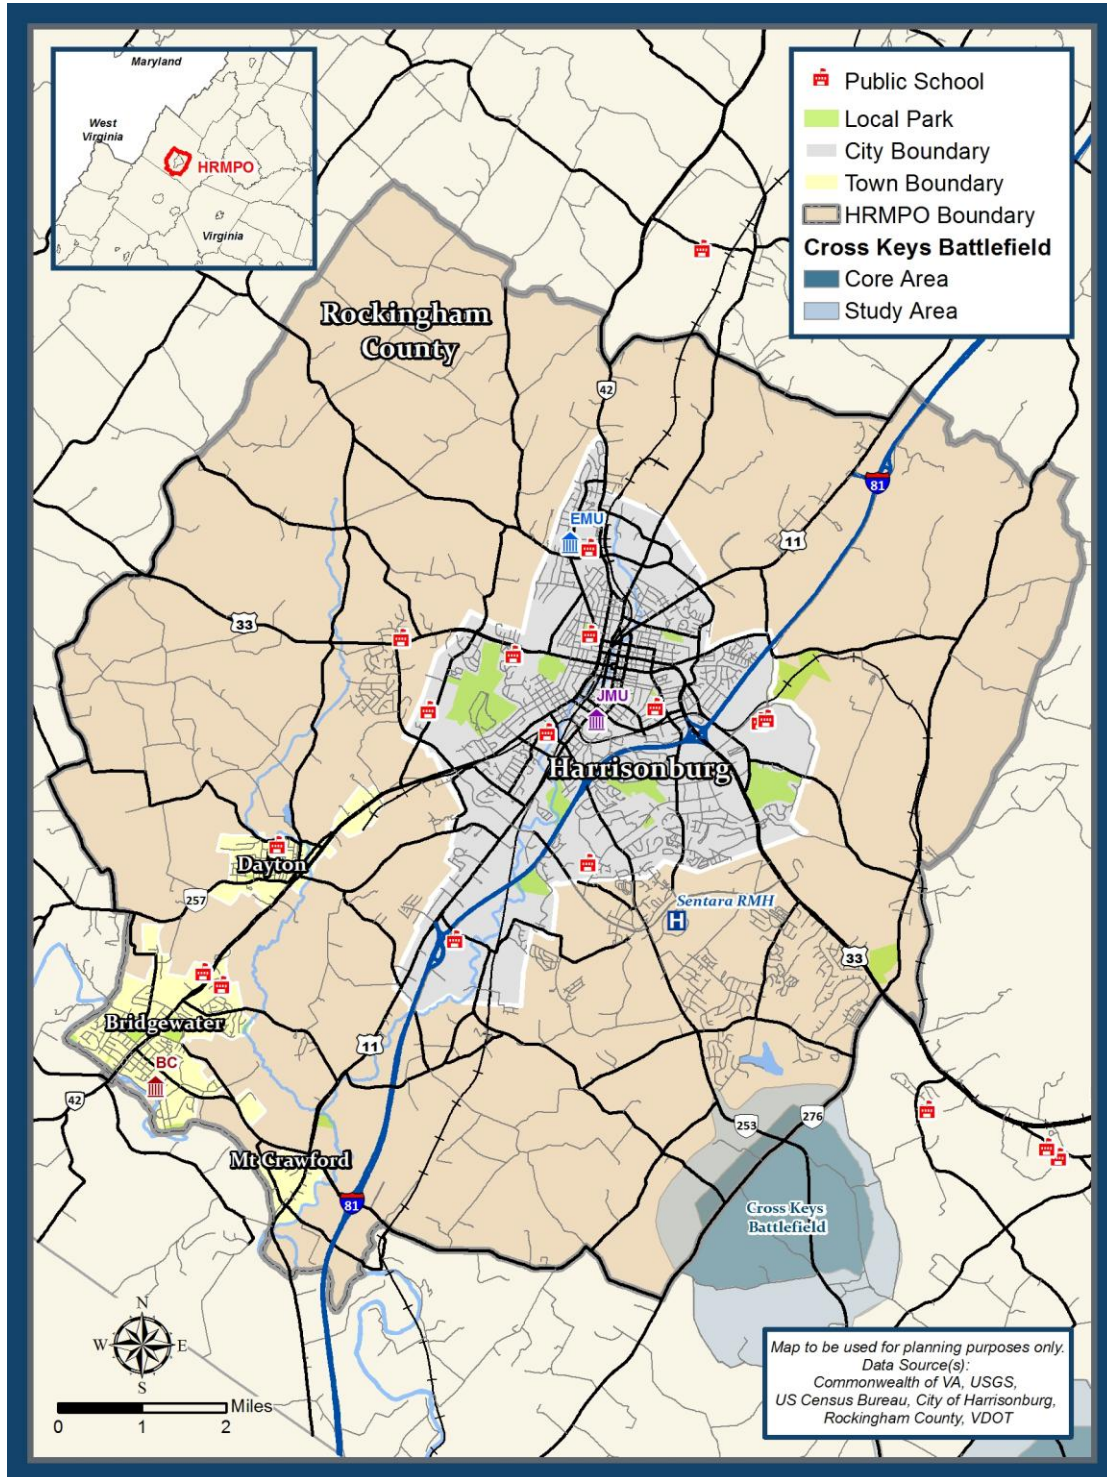 Maryland
West
Virginia
HRMPO
Virginia
Public School
Local Park
City Boundary
Town Boundary
HRMPO Boundary
Cross Keys Battlefield
Core Area
Study Area
Rockingham
County
42
81
EMU
11
33
JMU
Harrisonburg
Dayton
257
Sentara RMH
H
33
Bridgewater
11
BC
42
253
276
Mt Crawford
81
Cross Keys
Battlefield
N
W
E
S
Miles
0
1
2
Map to be used for planning purposes only.
Data Source(s):
Commonwealth of VA, USGS,
US Census Bureau, City of Harrisonburg,
Rockingham County, VDOT